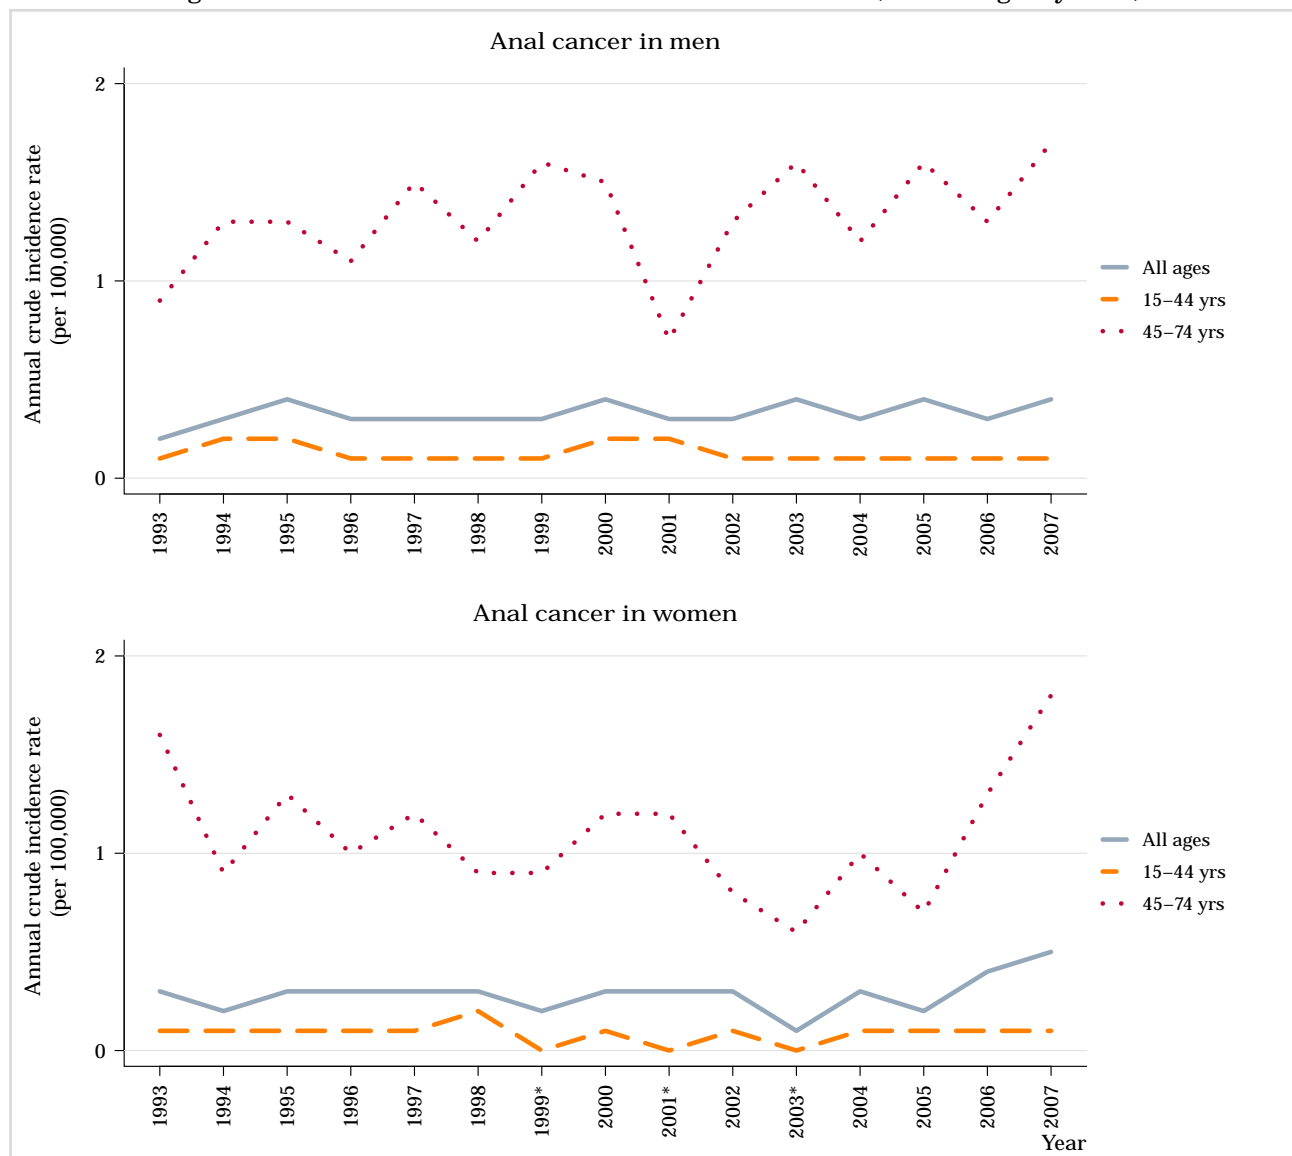 Anal cancer in men
Annual crude incidence rate
(per 100,000)
2
1
0
1993 1994 1995 1996 1997 1998 1999 2000 2001 2002 2003 2004 2005 2006 2007
All ages
15–44 yrs
45–74 yrs
Anal cancer in women
Annual crude incidence rate
(per 100,000)
2
1
0
1993 1994 1995 1996 1997 1998 1999* 2000 2001* 2002 2003* 2004 2005 2006 2007
Year
All ages
15–44 yrs
45–74 yrs